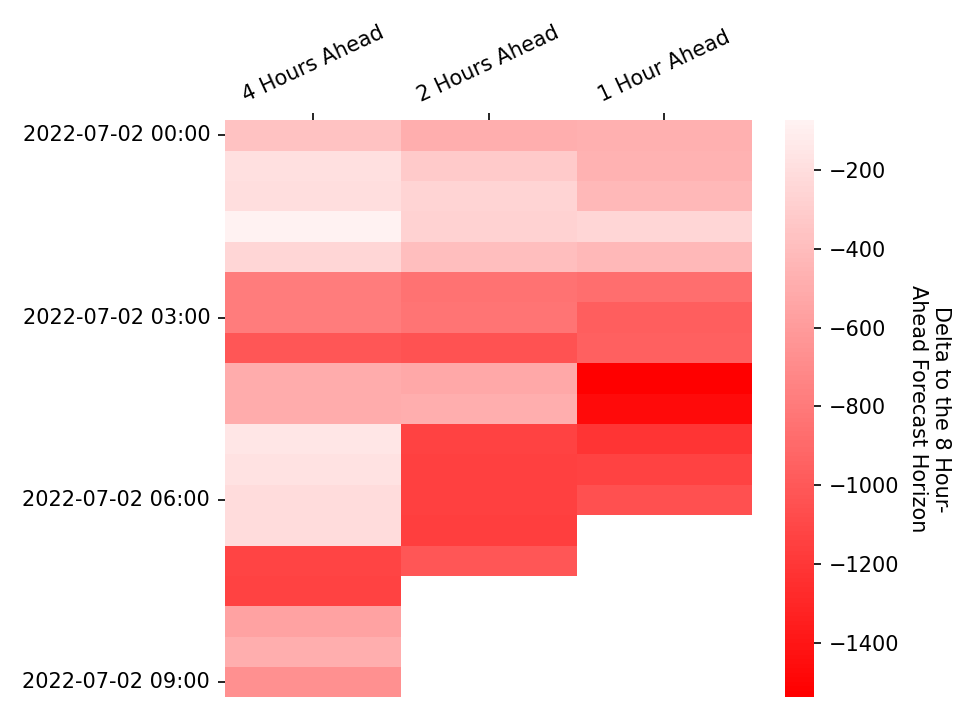 4 Hours Ahead
2 Hours Ahead
1 Hour Ahead
2022-07-02 00:00
2022-07-02 03:00
2022-07-02 06:00
2022-07-02 09:00
−200
−400
−600
−800
−1000
−1200
−1400
Delta to the 8 Hour-
Ahead Forecast Horizon